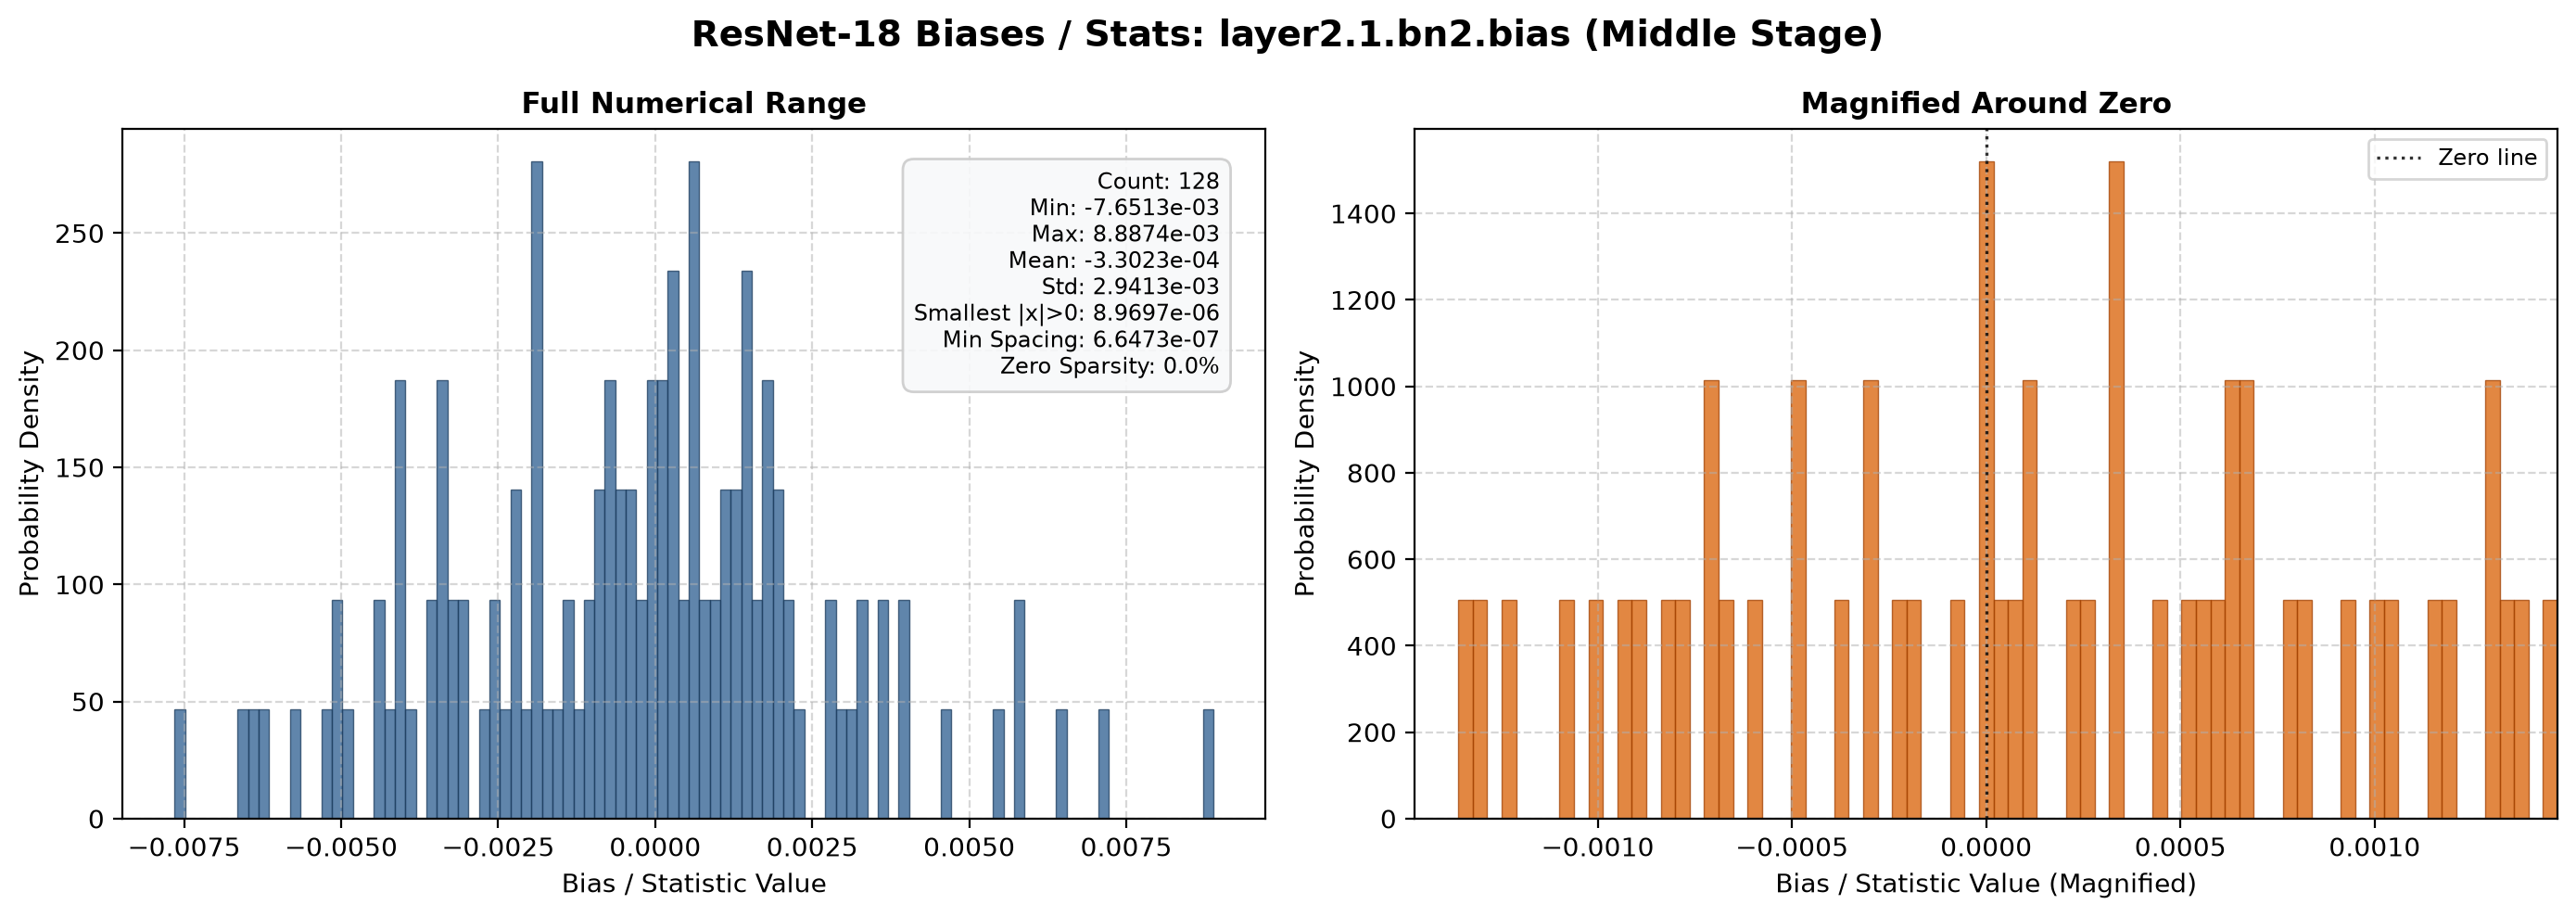 ResNet-18 Biases / Stats: layer2.1.bn2.bias (Middle Stage)
Full Numerical Range
Probability Density
250
200
150
100
50
0
Count: 128
Min: -7.6513e-03
Max: 8.8874e-03
Mean: -3.3023e-04
Std: 2.9413e-03
Smallest |x|>0: 8.9697e-06
Min Spacing: 6.6473e-07
Zero Sparsity: 0.0%
−0.0075 −0.0050 −0.0025 0.0000 0.0025 0.0050 0.0075
Bias / Statistic Value
Magnified Around Zero
Probability Density
1400
1200
1000
800
600
400
200
0
Zero line
−0.0010 −0.0005 0.0000 0.0005 0.0010
Bias / Statistic Value (Magnified)